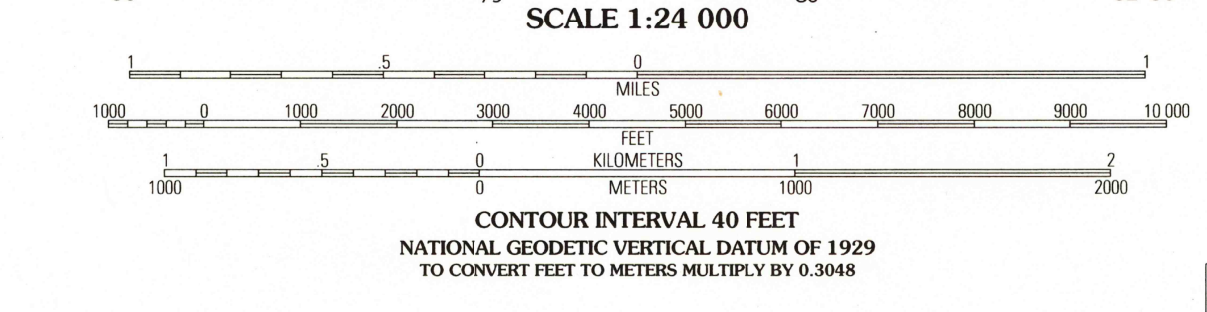 SCALE 1:24 000
1 .5 0 1
MILES
1000 0 1000 2000 3000 4000 5000 6000 7000 8000 9000 10 000
FEET
1 .5 0 KILOMETERS 1 2
1000 0 METERS 1000 2000
CONTOUR INTERVAL 40 FEET
NATIONAL GEODETIC VERTICAL DATUM OF 1929
TO CONVERT FEET TO METERS MULTIPLY BY 0.3048